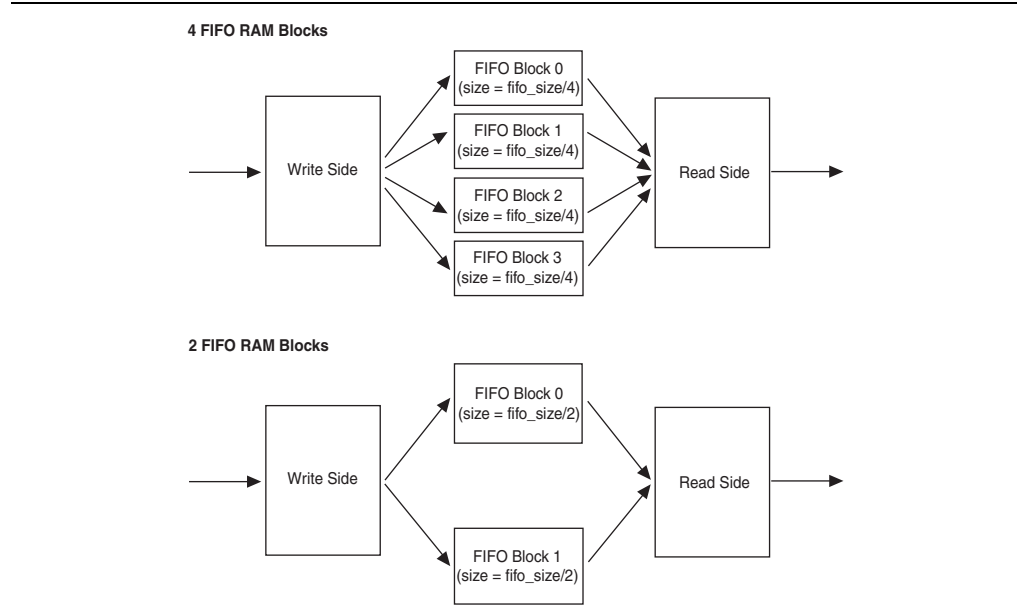 4 FIFO RAM Blocks
FIFO Block 0
(size = fifo_size/4)
FIFO Block 1
(size = fifo_size/4)
Write Side
Read Side
FIFO Block 2
(size = fifo_size/4)
FIFO Block 3
(size = fifo_size/4)
2 FIFO RAM Blocks
FIFO Block 0
(size = fifo_size/2)
Write Side
Read Side
FIFO Block 1
(size = fifo_size/2)